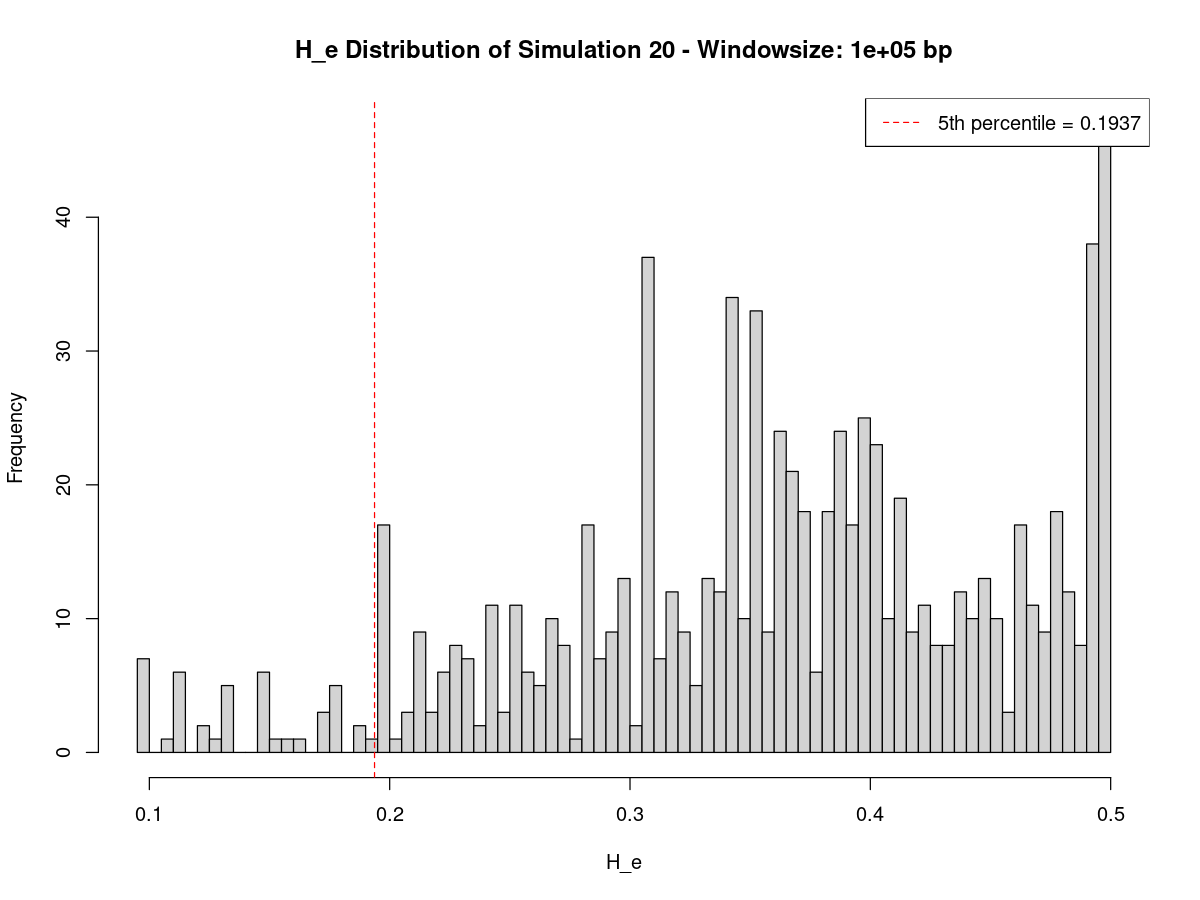 H_e Distribution of Simulation 20 - Windowsize: 1e+05 bp
5th percentile = 0.1937
40
30
20
10
0
Frequency
0.1 0.2 0.3 0.4 0.5
H_e